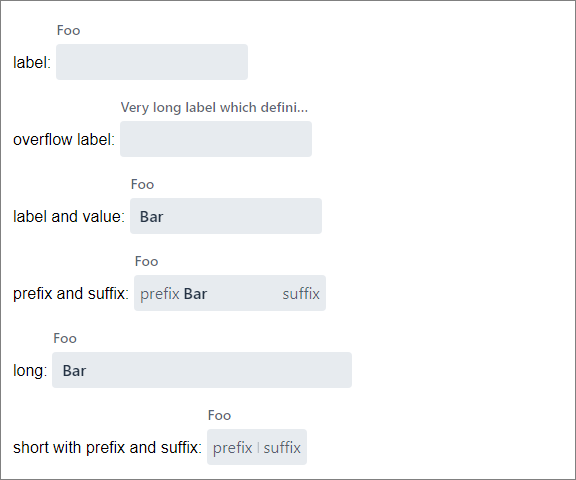 Foo
label:
Very long label which defini...
overflow label:
Foo
label and value: Bar
Foo
prefix and suffix: prefix Bar suffix
Foo
long: Bar
Foo
short with prefix and suffix: prefix suffix